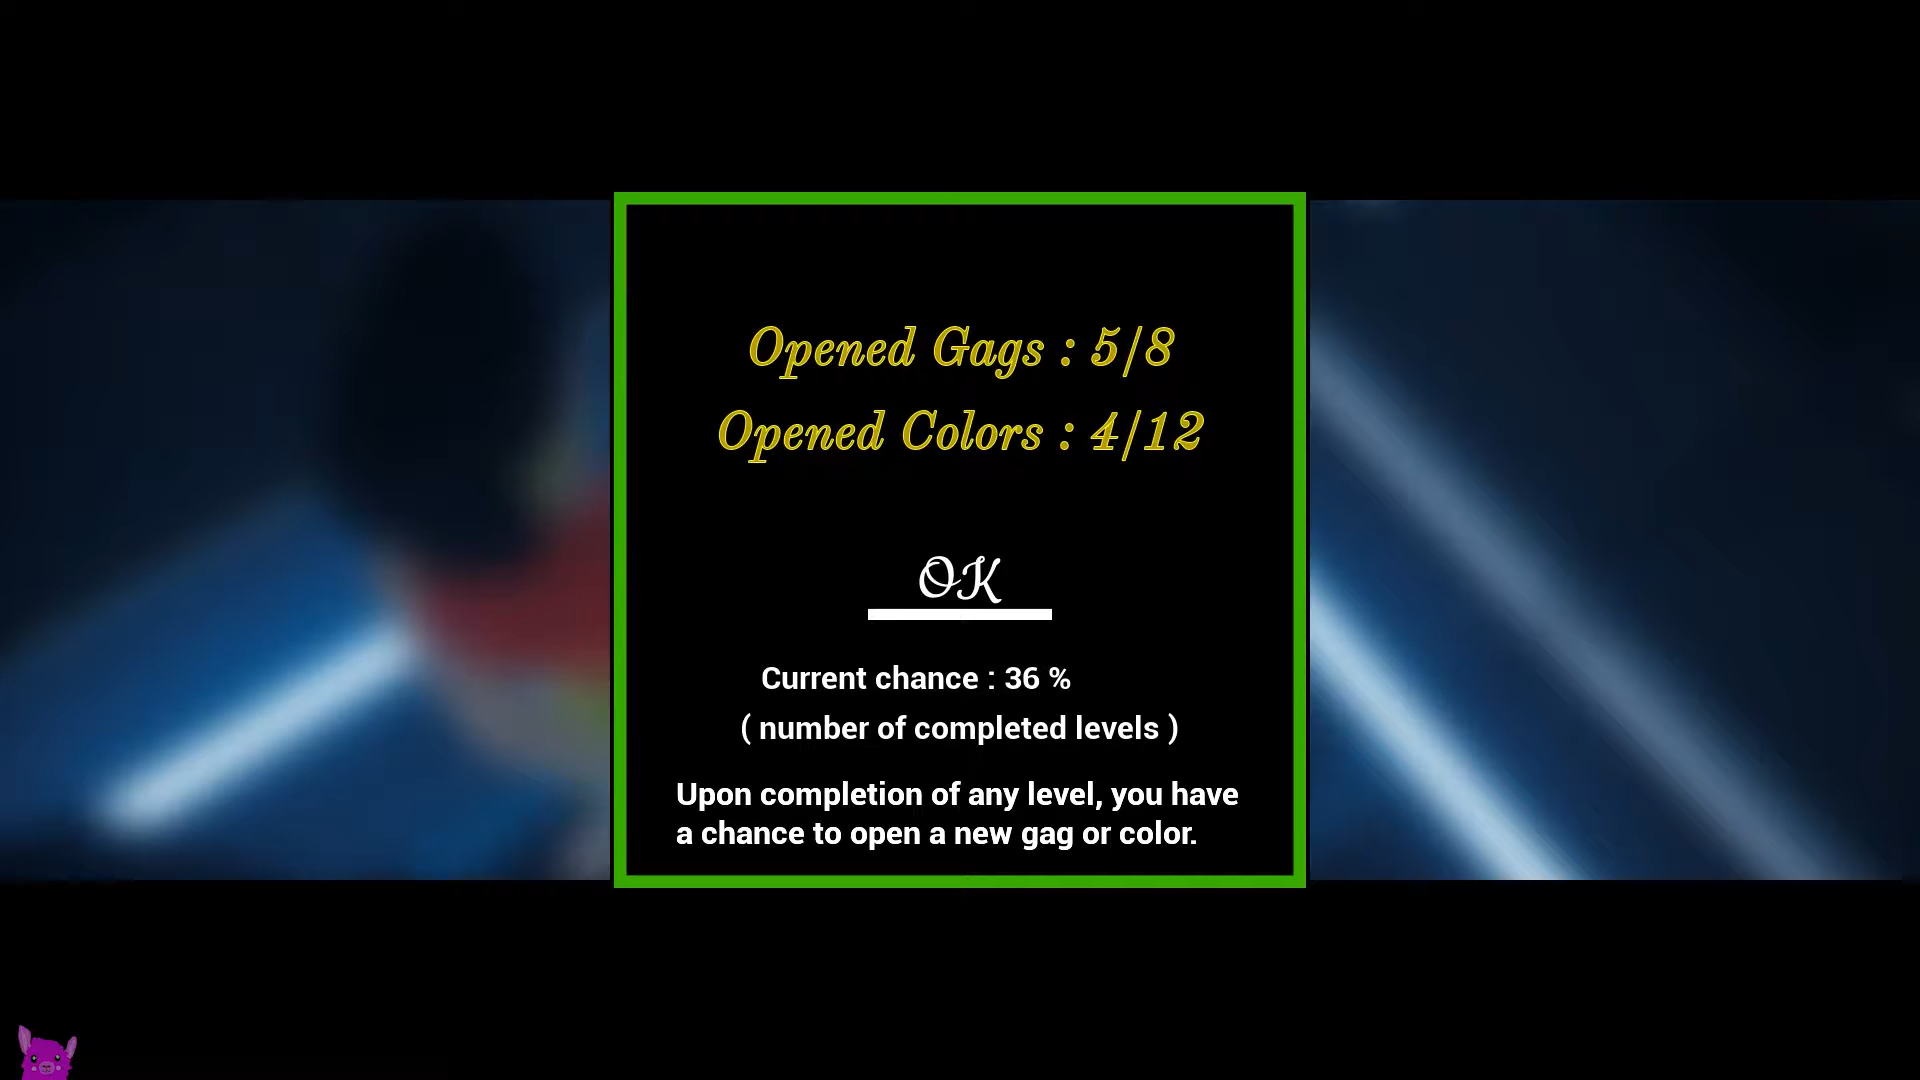 Opened Gags : 5/8
Opened Colors : 4/12
OK
Current chance : 36 %
( number of completed levels )
Upon completion of any level, you have
a chance to open a new gag or color.